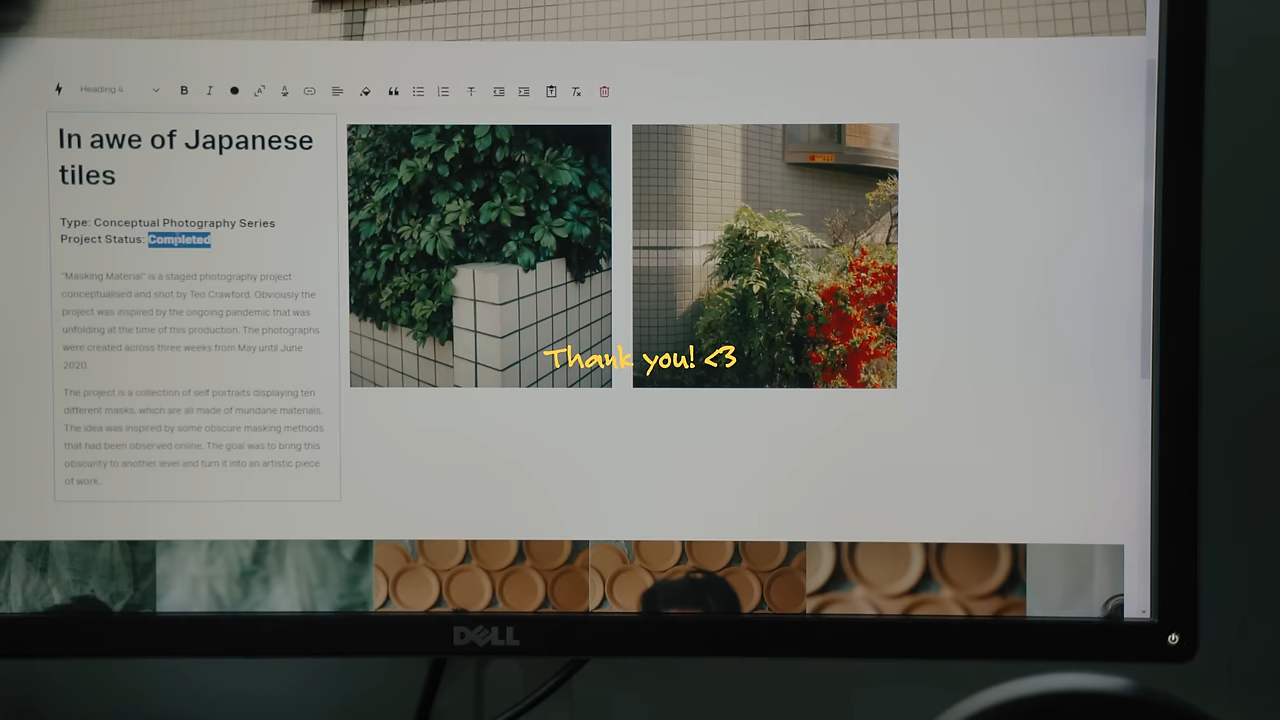 Heading 4
In awe of Japanese
tiles
Type: Conceptual Photography Series
Project Status: Completed
"Masking Material" is a staged photography project
conceptualised and shot by Teo Crawford. Obviously the
project was inspired by the ongoing pandemic that was
unfolding at the time of this production. The photographs
were created across three weeks from May until June
2020.
The project is a collection of self portraits displaying ten
different masks, which are all made of mundane materials.
The idea was inspired by some obscure masking methods
that had been observed online. The goal was to bring this
obscurity to another level and turn it into an artistic piece
of work.
Thank you! <3
DELL